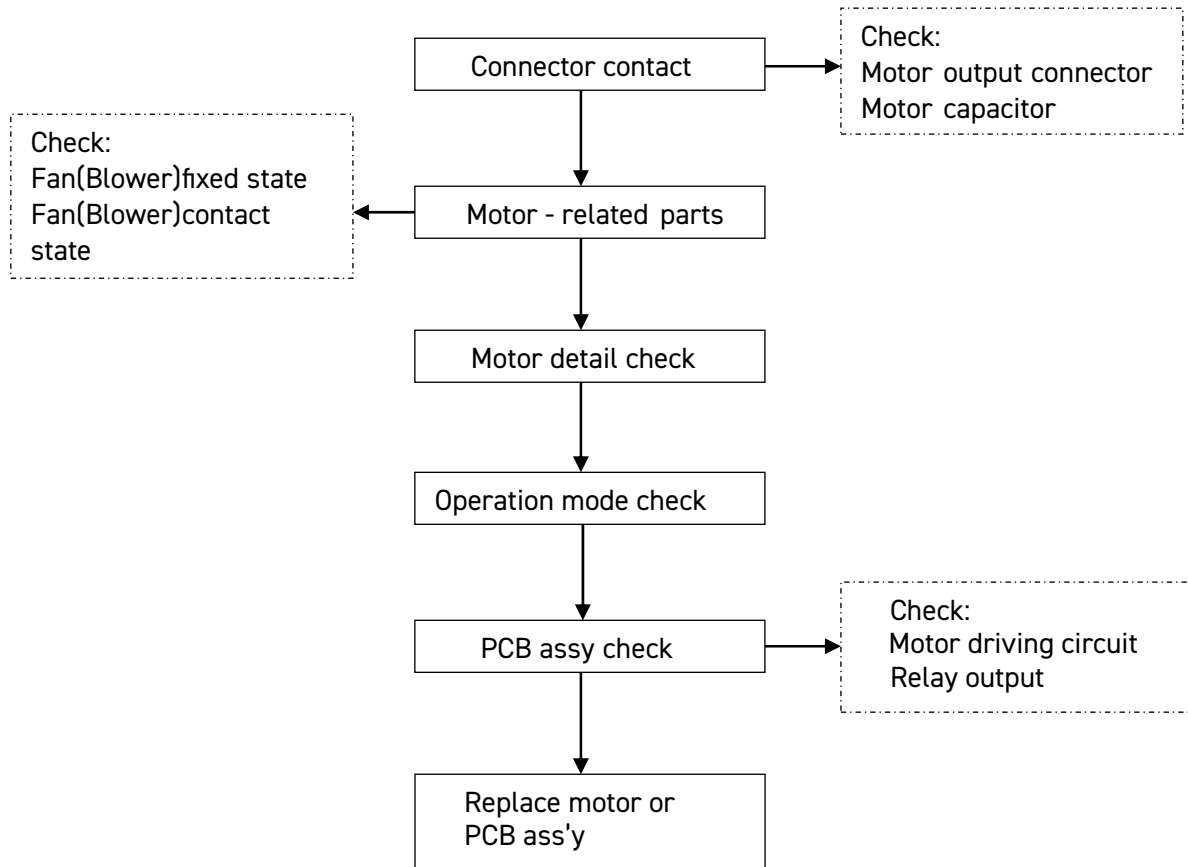 Connector contact
Check:
Motor output connector
Motor capacitor
Check:
Fan(Blower)fixed state
Fan(Blower)contact
state
Motor - related parts
Motor detail check
Operation mode check
PCB assy check
Check:
Motor driving circuit
Relay output
Replace motor or
PCB ass'y